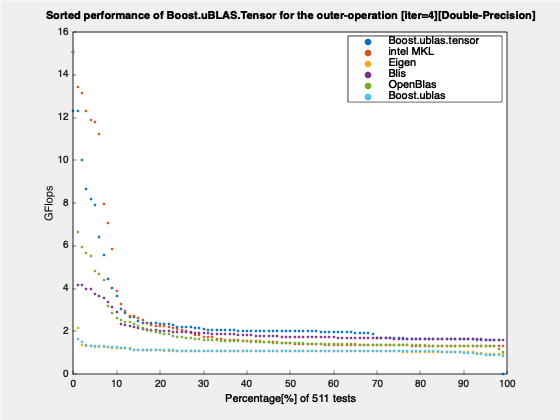 Sorted performance of Boost.uBLAS.Tensor for the outer-operation [iter=4][Double-Precision]
16
14
12
10
8
6
4
2
0
GFlops
Boost.ublas.tensor
intel MKL
Eigen
Blis
OpenBlas
Boost.ublas
0 10 20 30 40 50 60 70 80 90 100
Percentage[%] of 511 tests